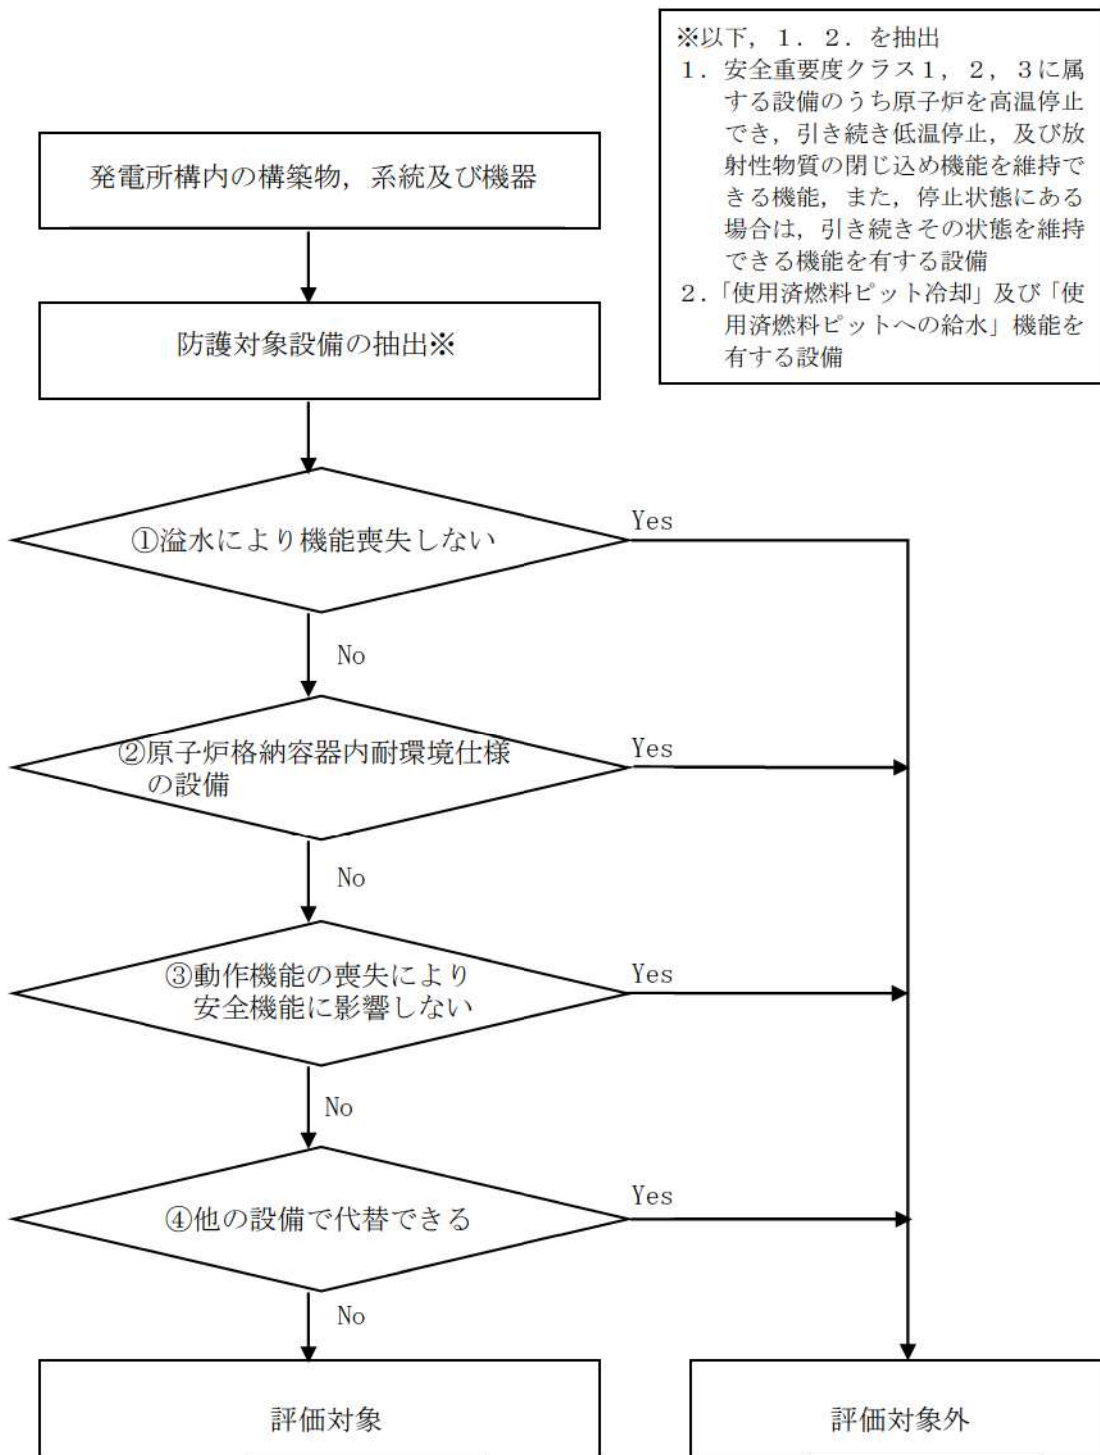 ※以下，１．２．を抽出
１．安全重要度クラス１，２，３に属
する設備のうち原子炉を高温停止
でき，引き続き低温停止，及び放
射性物質の閉じ込め機能を維持で
きる機能，また，停止状態にある
場合は，引き続きその状態を維持
できる機能を有する設備
２．「使用済燃料ピット冷却」及び「使
用済燃料ピットへの給水」機能を
有する設備
発電所構内の構築物，系統及び機器
防護対象設備の抽出※
①溢水により機能喪失しない
Yes
No
②原子炉格納容器内耐環境仕様
の設備
Yes
No
③動作機能の喪失により
安全機能に影響しない
Yes
No
④他の設備で代替できる
Yes
No
評価対象
評価対象外